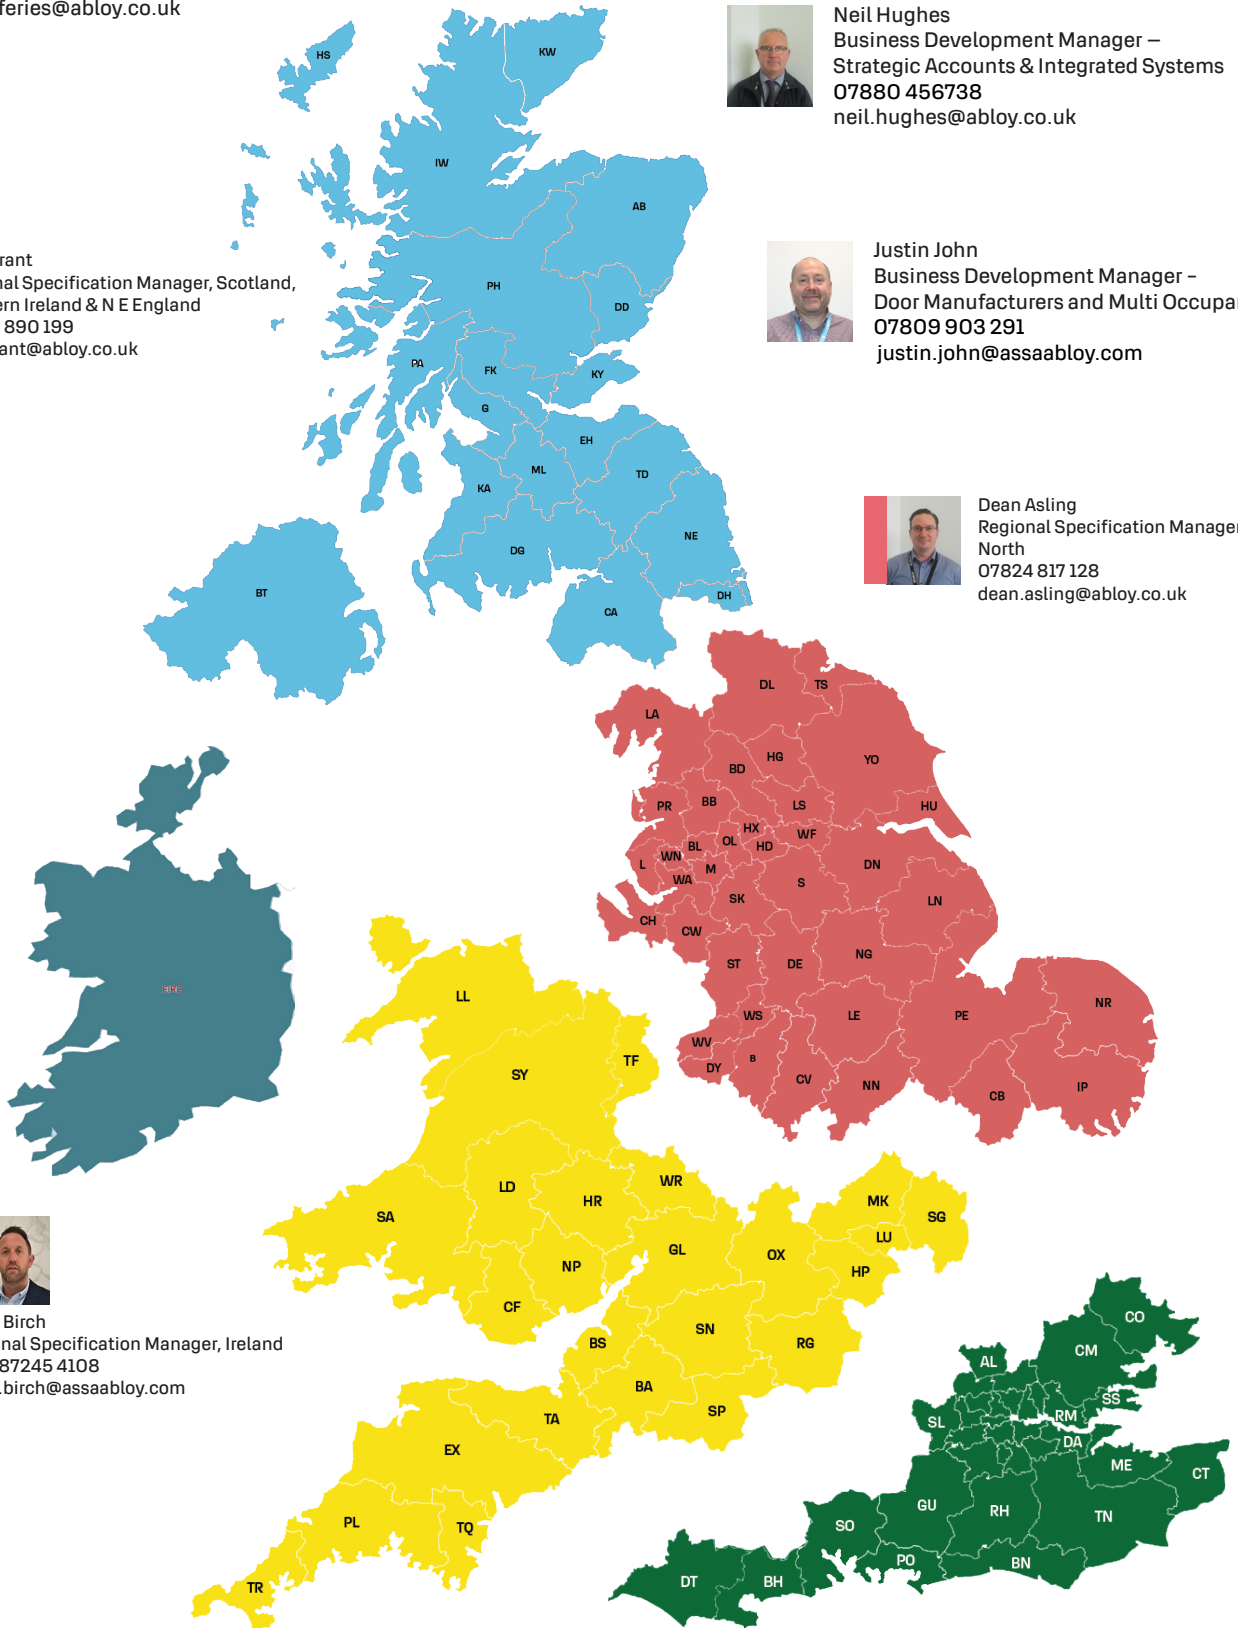 feries@abloy.co.uk
Neil Hughes
Business Development Manager –
Strategic Accounts & Integrated Systems
07880 456738
neil.hughes@abloy.co.uk
rant
nal Specification Manager, Scotland,
ern Ireland & N E England
890 199
ant@abloy.co.uk
Justin John
Business Development Manager –
Door Manufacturers and Multi Occupa
07809 903 291
justin.john@assaabloy.com
Dean Asling
Regional Specification Manager
North
07824 817 128
dean.asling@abloy.co.uk
Birch
nal Specification Manager, Ireland
87245 4108
.birch@assaabloy.com
HS
KW
IW
AB
PH
DD
PA
FK
KY
G
EH
ML
TD
KA
NE
DG
BT
DH
CA
DL
TS
LA
HG
YO
BD
PR
BB
LS
HU
HX
WF
OL
BL
HD
WN
L
M
DN
WA
S
SK
LN
CH
CW
NG
ST
DE
EIRE
NR
WS
LE
PE
WV
B
DY
CV
NN
IP
CB
LL
SY
TF
LD
HR
WR
SA
MK
SG
LU
GL
OX
NP
HP
CF
SN
BS
RG
BA
SP
TA
EX
PL
TQ
TR
CO
CM
AL
SS
RM
SL
DA
ME
CT
GU
RH
TN
SO
PO
BN
DT
BH